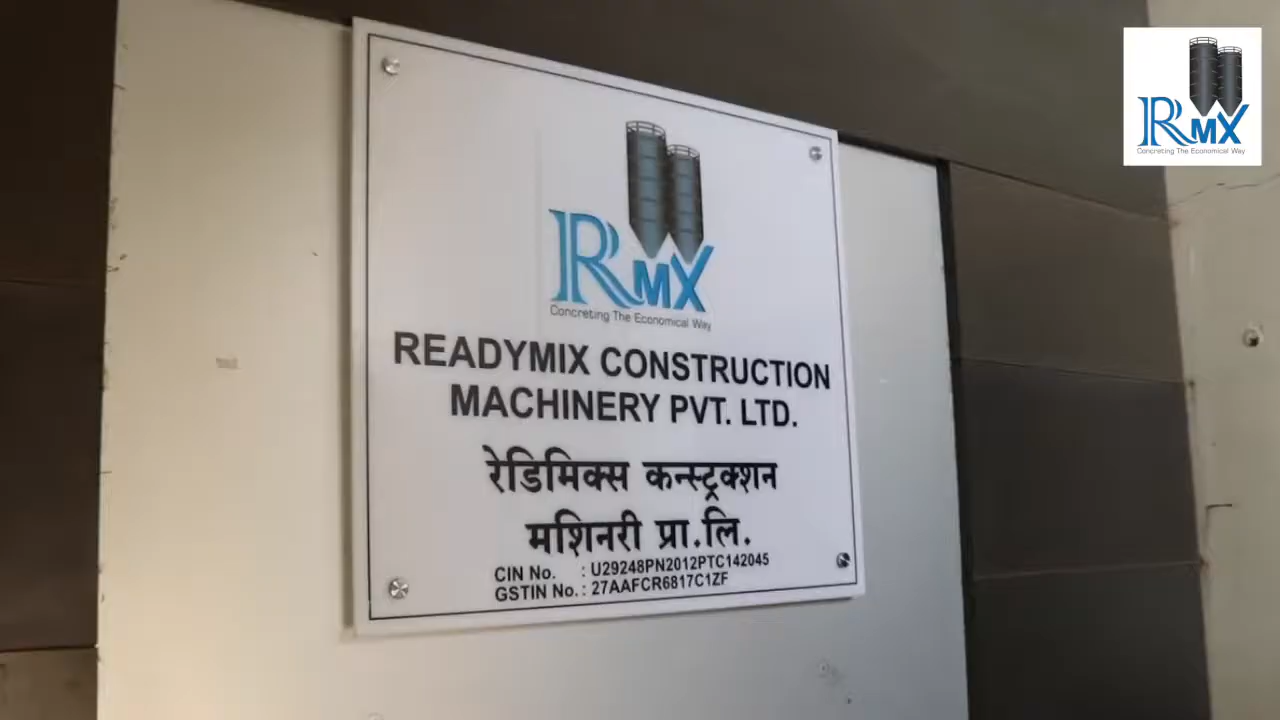 RMX
Concreting The Economical Way
READYMIX CONSTRUCTION
MACHINERY PVT. LTD.
रेडिमिक्स कन्स्ट्रक्शन
मशिनरी प्रा.लि.
CIN No. : U29248PN2012PTC142045
GSTIN No. : 27AAFCR6817C1ZF
RMX
Concreting The Economical Way